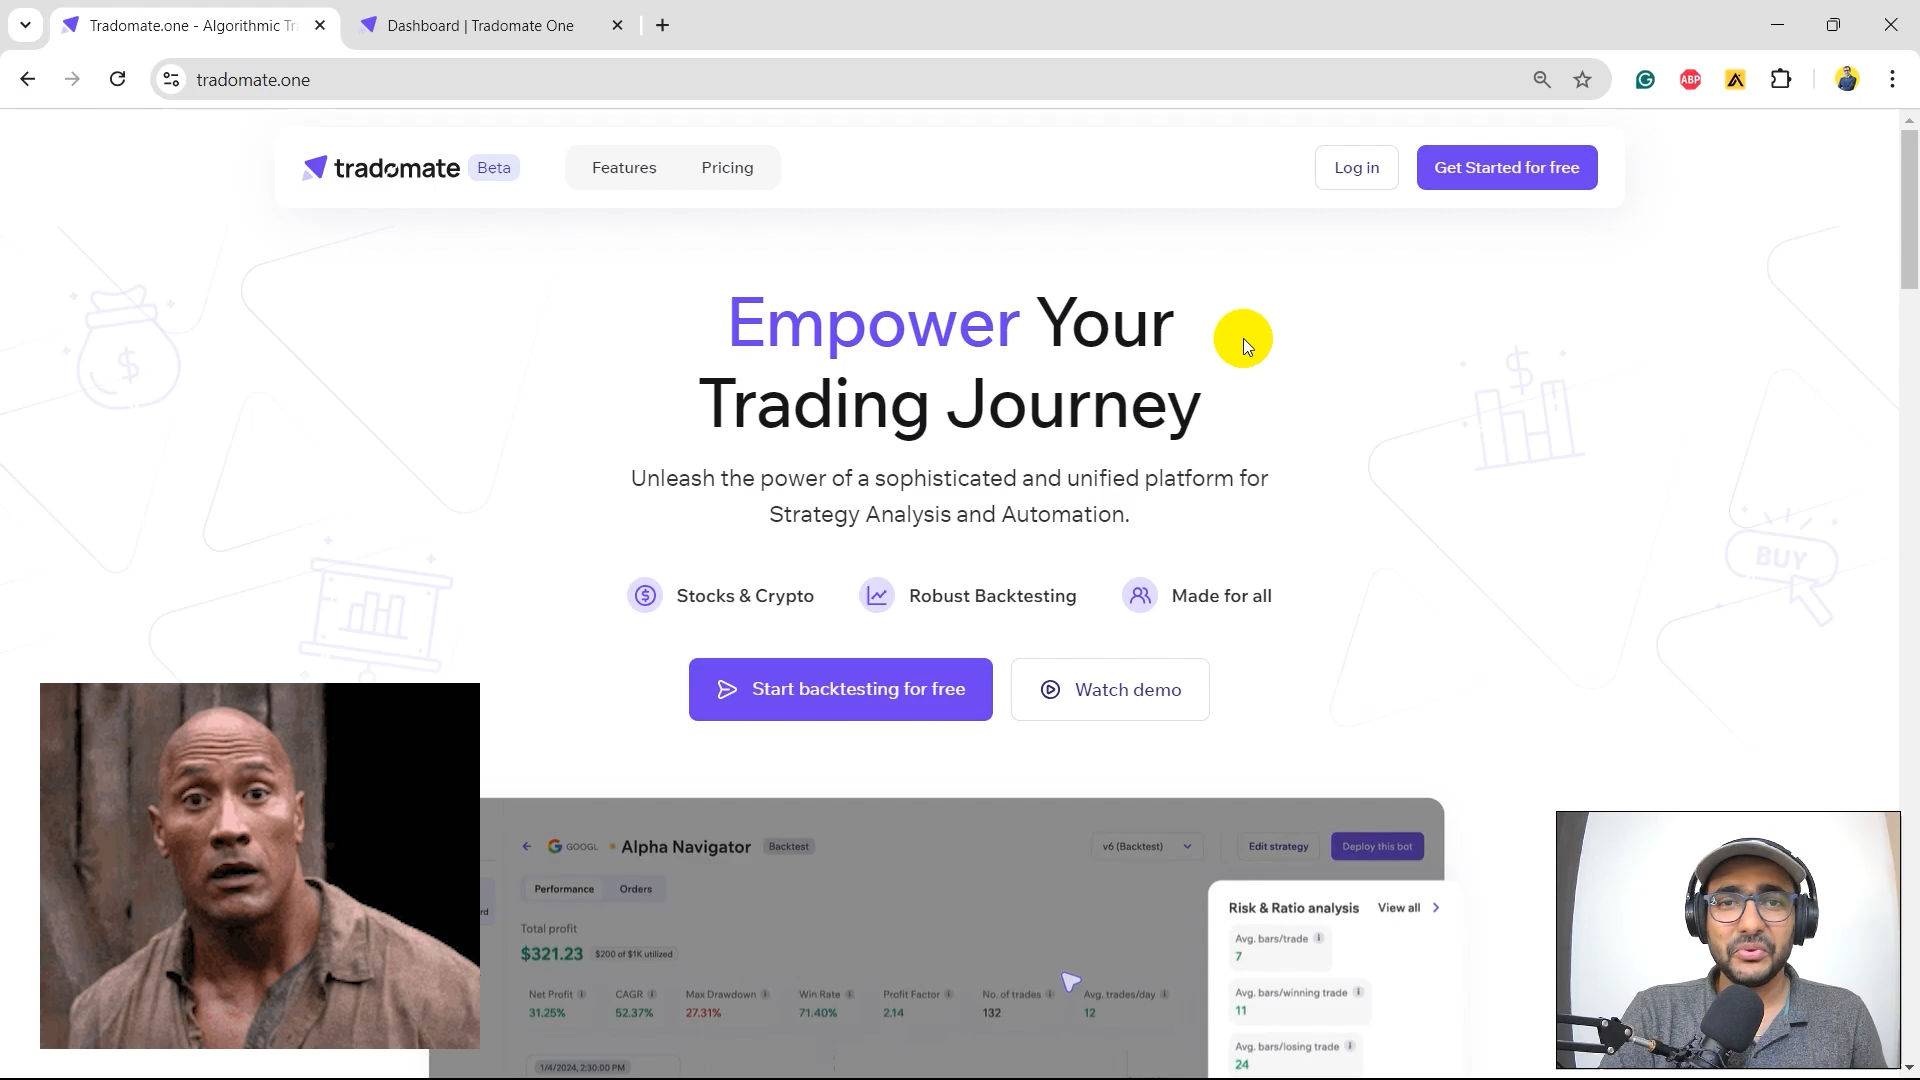 Tradomate.one - Algorithmic Tra
Dashboard | Tradomate One
tradomate.one
ABP
tradomate
Beta
Features
Pricing
Log in
Get Started for free
Empower Your
Trading Journey
Unleash the power of a sophisticated and unified platform for
Strategy Analysis and Automation.
Stocks & Crypto
Robust Backtesting
Made for all
BUY
Start backtesting for free
Watch demo
GOOGL
Alpha Navigator
Backtest
v6 (Backtest)
Edit strategy
Deploy this bot
Performance
Orders
Total profit
$321.23
$200 of $1K utilized
Net Profit
CAGR
Max Drawdown
Win Rate
Profit Factor
No. of trades
Avg. trades/day
31.25%
52.37%
27.31%
71.40%
2.14
132
12
1/4/2024, 2:30:00 PM
Risk & Ratio analysis
View all
Avg. bars/trade
7
Avg. bars/winning trade
11
Avg. bars/losing trade
24